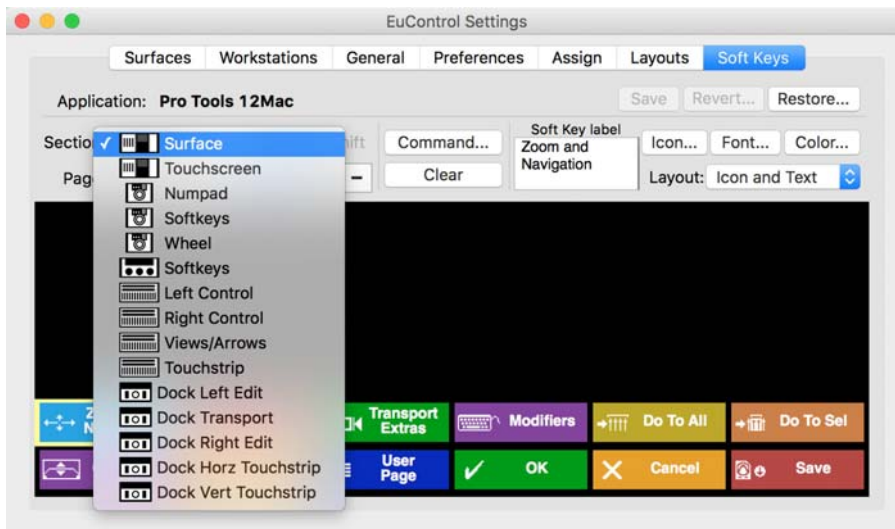 EuControl Settings
Surfaces Workstations General Preferences Assign Layouts Soft Keys
Application: Pro Tools 12Mac Save Revert... Restore...
Soft Key label
Surface Command... Zoom and Icon... Font... Color...
Navigation
Touchscreen Clear Layout: Icon and Text
Numpad
Softkeys
Wheel
Softkeys
Left Control
Right Control
Views/Arrows
Touchstrip
Dock Left Edit
Dock Transport
Dock Right Edit
Dock Horz Touchstrip
Dock Vert Touchstrip
Transport
Extras
Modifiers
Do To All
Do To Sel
User
Page
OK
Cancel
Save